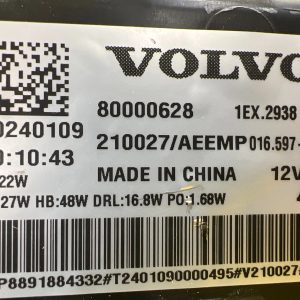 VOLVO
80000628 1EX.2938
0240109
210027/AEEMP 016.597-
:10:43
MADE IN CHINA 12V
22W
27W HB:48W DRL:16.8W PO:1.68W
P8891884332#T2401090000495#V210027/